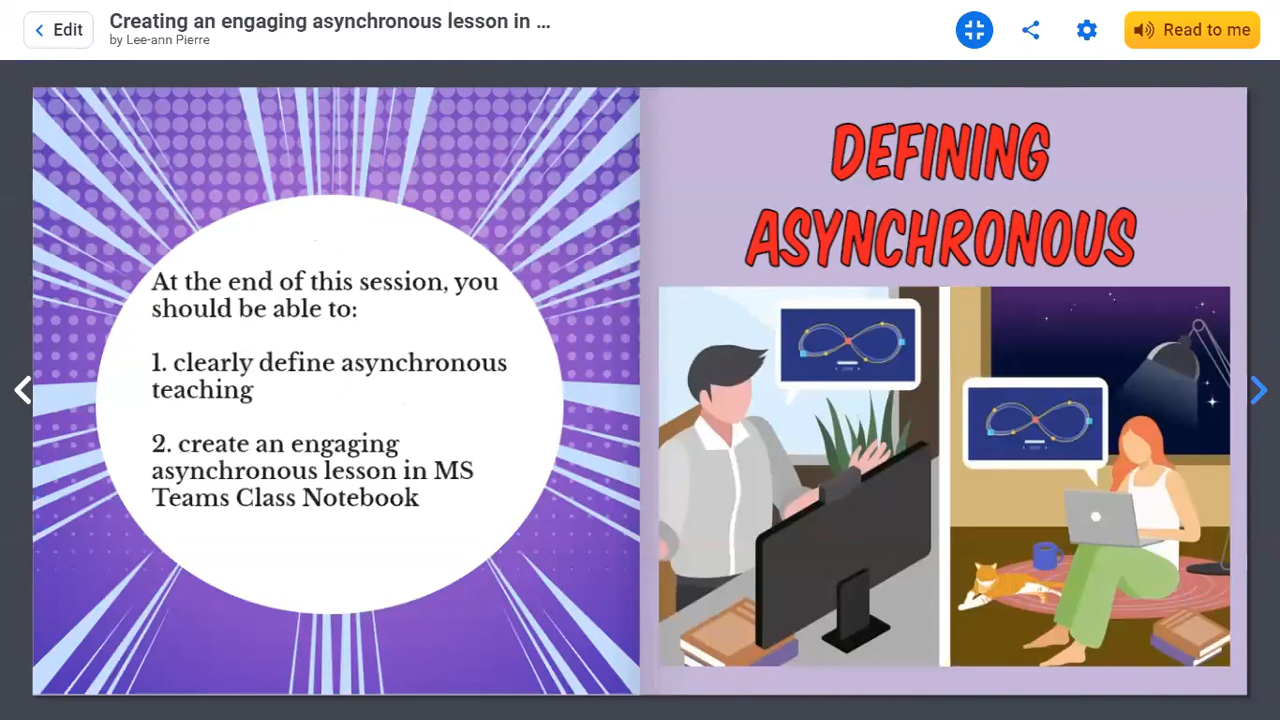 Edit
Creating an engaging asynchronous lesson in ...
by Lee-ann Pierre
Read to me
At the end of this session, you
should be able to:
1. clearly define asynchronous
teaching
2. create an engaging
asynchronous lesson in MS
Teams Class Notebook
DEFINING
ASYNCHRONOUS